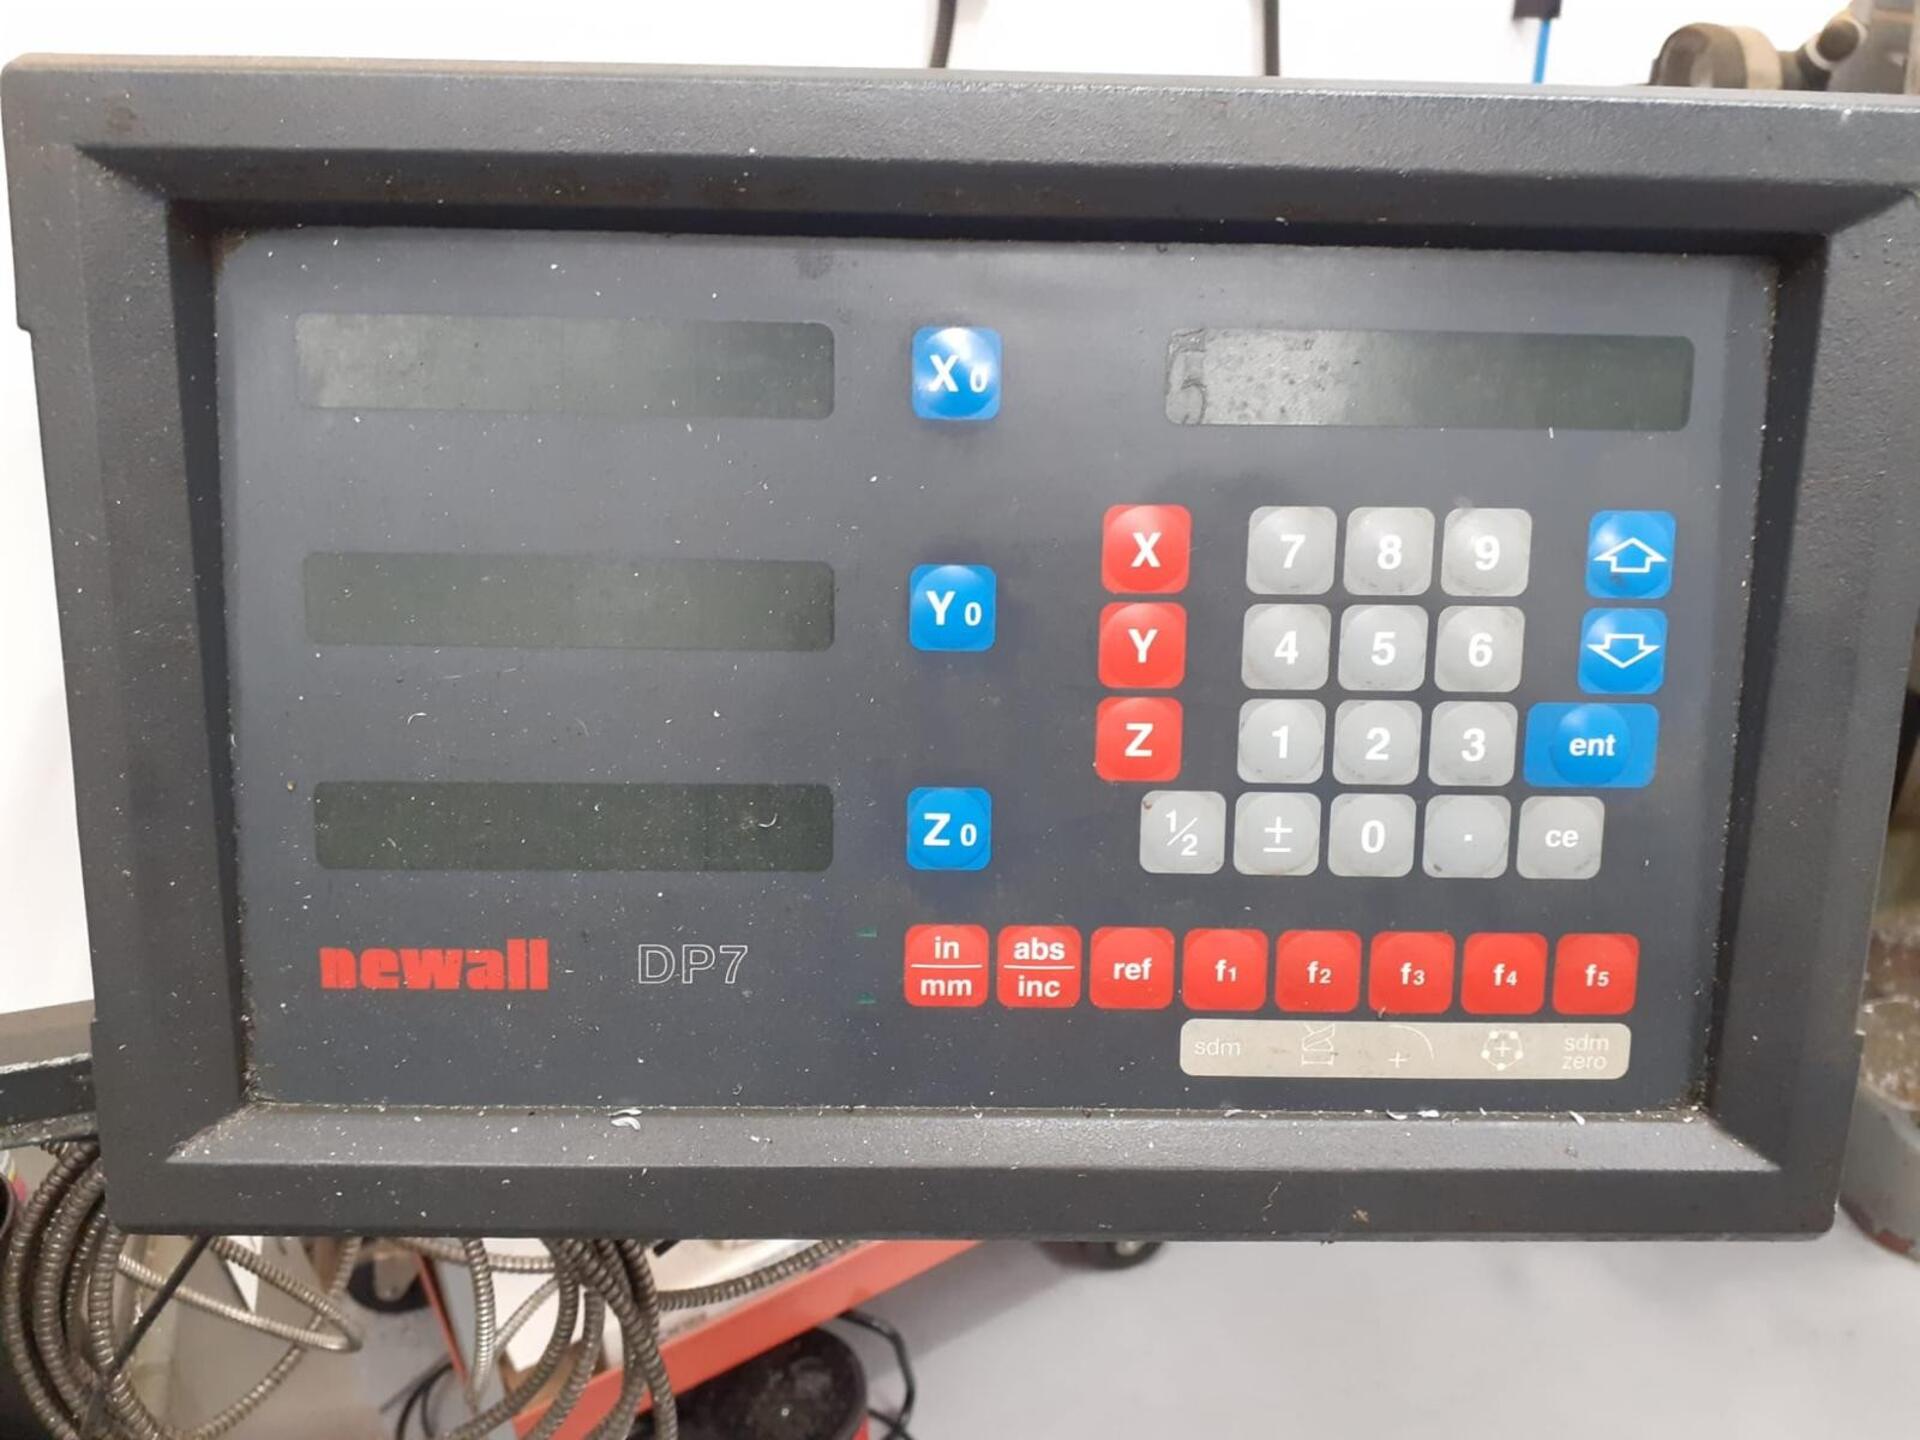 X0
Y0
Z0
X 7 8 9
Y 4 5 6
Z 1 2 3 ent
1/2 ± 0 . ce
newall DP7
in/mm abs/inc ref f1 f2 f3 f4 f5
sdm + + sdm zero